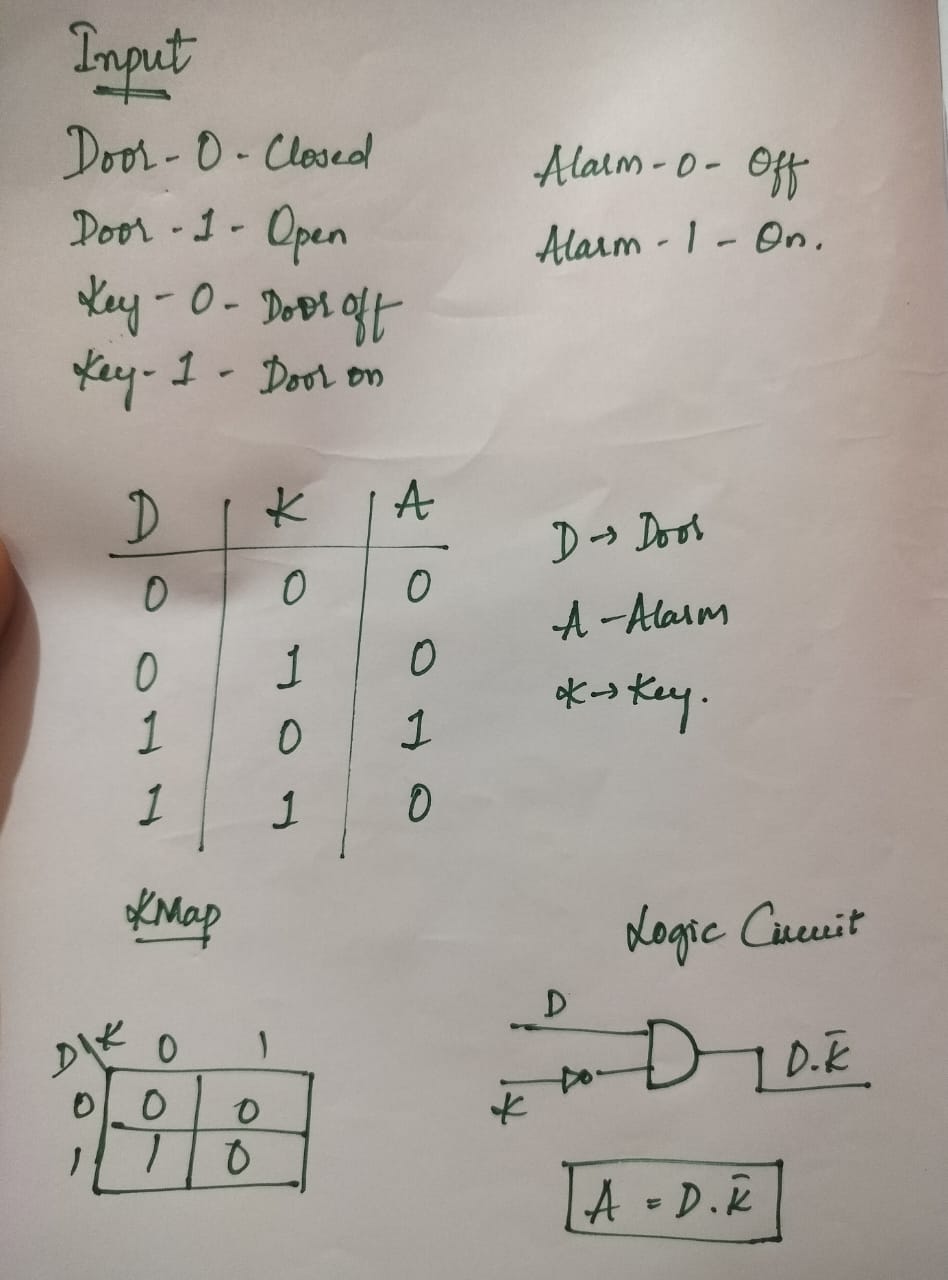 Input
Door - 0 - Closed
Door - 1 - Open
Key - 0 - Door off
Key - 1 - Door on
Alarm - 0 - Off
Alarm - 1 - On.
D | K | A
0 | 0 | 0
0 | 1 | 0
1 | 0 | 1
1 | 1 | 0
D → Door
A - Alarm
K → Key.
KMap
D\K 0 1
0 0 0
1 1 0
Logic Circuit
D
K
D.K̅
A = D.K̅